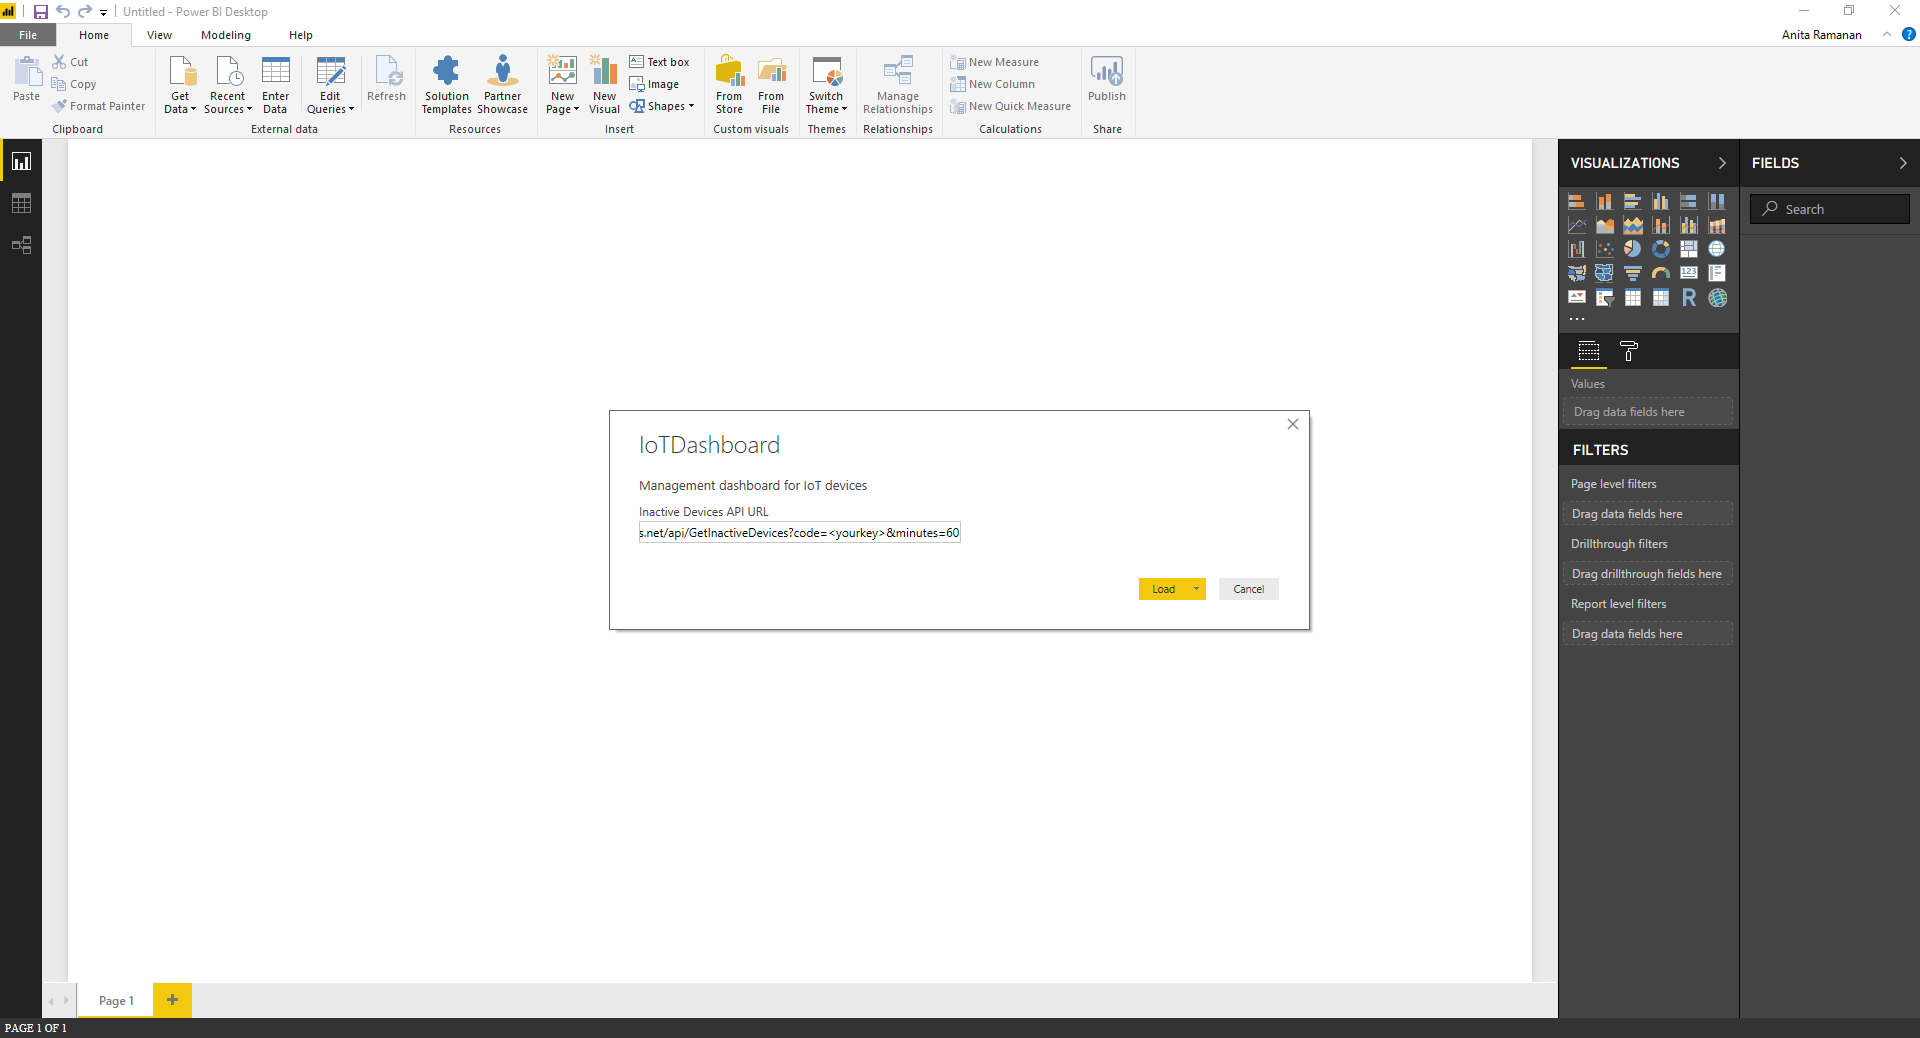 Untitled - Power BI Desktop
File Home View Modeling Help Anita Ramanan
Paste
Cut
Copy
Format Painter
Clipboard
Get Data
Recent Sources
Enter Data
Edit Queries
Refresh
External data
Solution Templates
Partner Showcase
Resources
New Page
New Visual
Text box
Image
Shapes
Insert
From Store
From File
Custom visuals
Switch Theme
Themes
Manage Relationships
Relationships
New Measure
New Column
New Quick Measure
Calculations
Publish
Share
IoTDashboard
Management dashboard for IoT devices
Inactive Devices API URL
s.net/api/GetInactiveDevices?code=<yourkey>&minutes=60
Load Cancel
VISUALIZATIONS
123
R
...
Values
Drag data fields here
FILTERS
Page level filters
Drag data fields here
Drillthrough filters
Drag drillthrough fields here
Report level filters
Drag data fields here
FIELDS
Search
Page 1
PAGE 1 OF 1